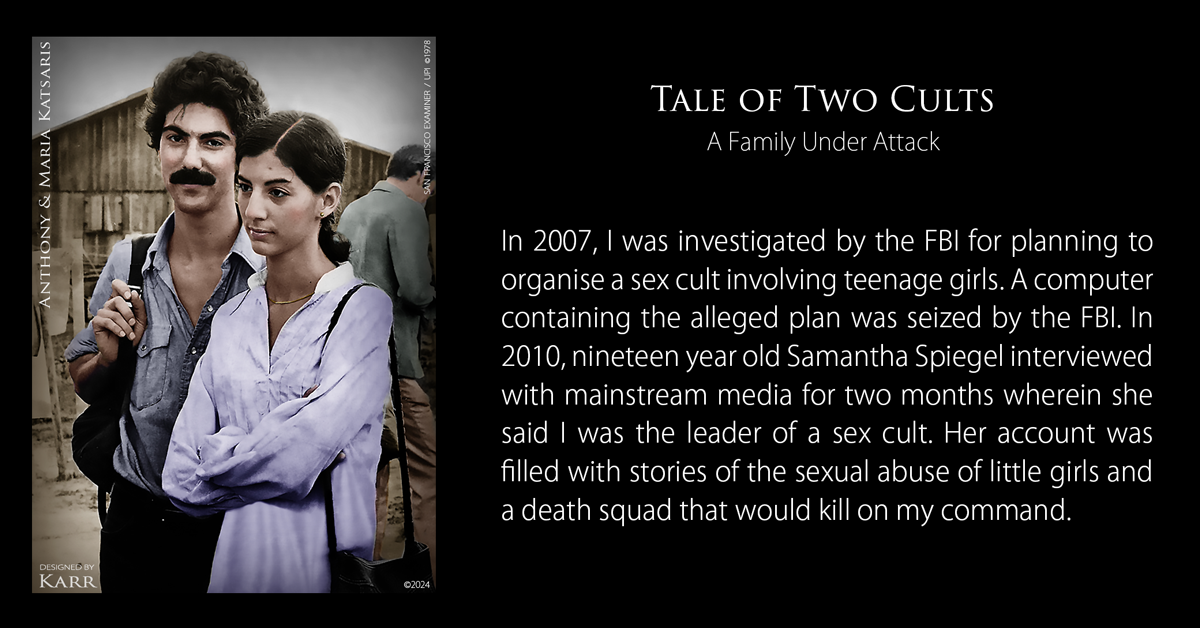 Anthony & Maria Katsaris
SAN FRANCISCO EXAMINER / UPI ©1978
DESIGNED BY
KARR
©2024
Tale of Two Cults
A Family Under Attack
In 2007, I was investigated by the FBI for planning to
organise a sex cult involving teenage girls. A computer
containing the alleged plan was seized by the FBI. In
2010, nineteen year old Samantha Spiegel interviewed
with mainstream media for two months wherein she
said I was the leader of a sex cult. Her account was
filled with stories of the sexual abuse of little girls and
a death squad that would kill on my command.